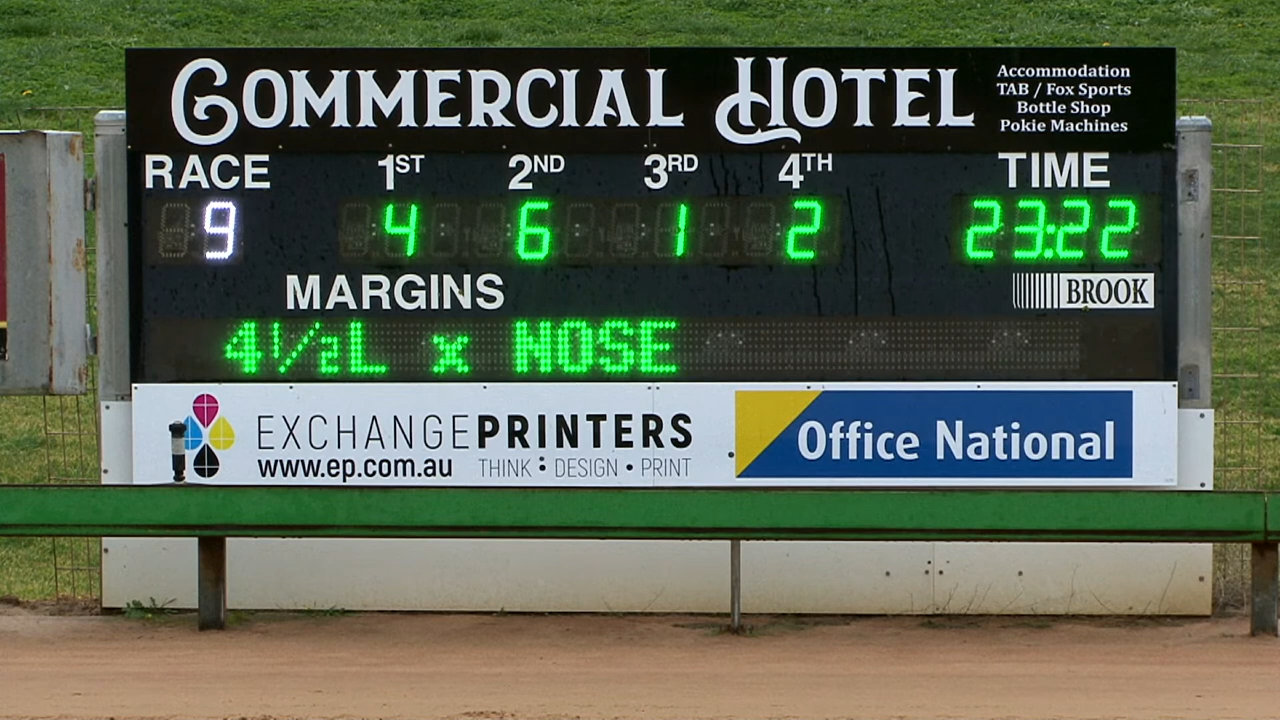 COMMERCIAL HOTEL
Accommodation
TAB / Fox Sports
Bottle Shop
Pokie Machines
RACE 1ST 2ND 3RD 4TH TIME
9 4 6 1 2 23:22
MARGINS
BROOK
4½L x NOSE
EXCHANGEPRINTERS
www.ep.com.au THINK : DESIGN • PRINT
Office National